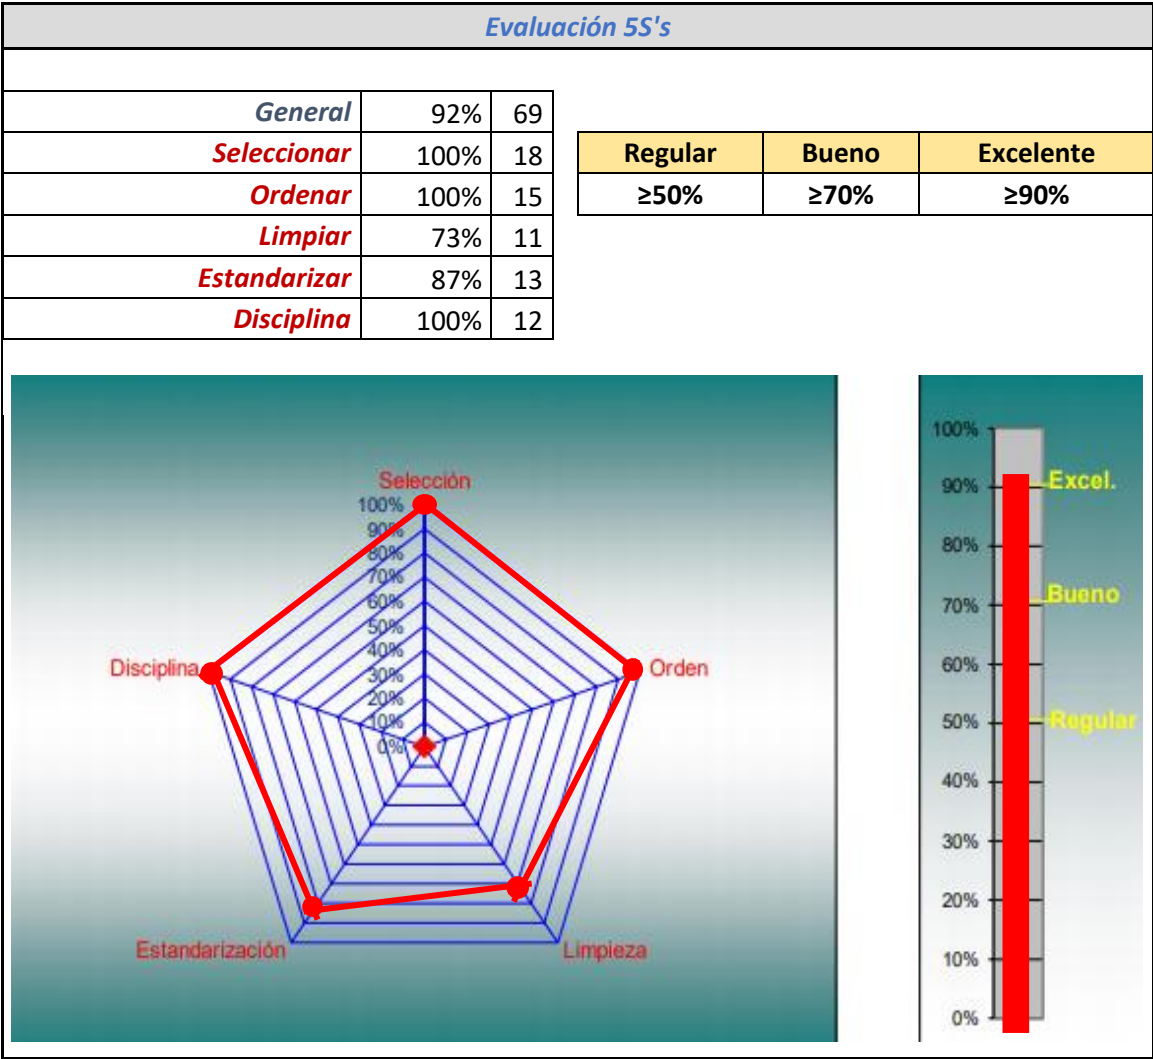 Evaluación 5S's
General 92% 69
Seleccionar 100% 18
Ordenar 100% 15
Limpiar 73% 11
Estandarizar 87% 13
Disciplina 100% 12
Regular Bueno Excelente
≥50% ≥70% ≥90%
Selección
100%
90%
80%
70%
60%
50%
40%
30%
20%
10%
0%
Disciplina
Orden
Estandarización
Limpieza
100%
90% Excel.
80%
70% Bueno
60%
50% Regular
40%
30%
20%
10%
0%